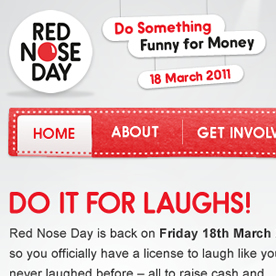 RED
NOSE
DAY
Do Something
Funny for Money
18 March 2011
HOME ABOUT GET INVOLV
DO IT FOR LAUGHS!
Red Nose Day is back on Friday 18th March
so you officially have a license to laugh like yo
never laughed before – all to raise cash and